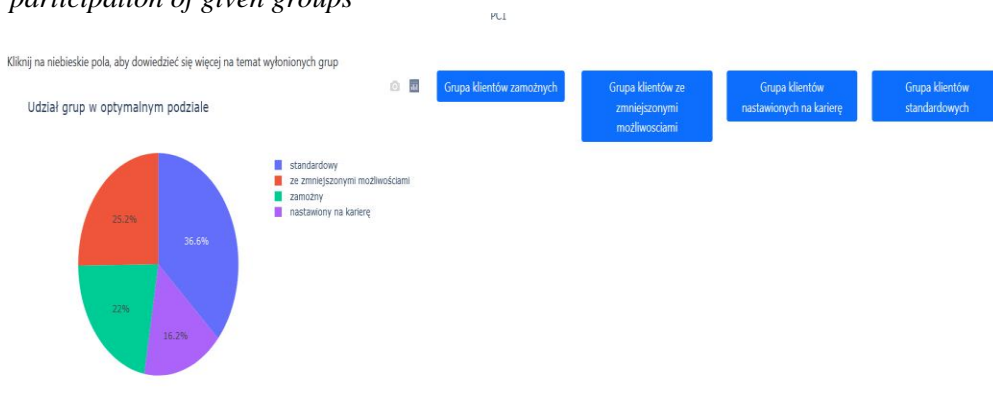 participation of given groups
PC1
Kliknij na niebieskie pola, aby dowiedzieć się więcej na temat wyłonionych grup
Grupa klientów zamożnych
Grupa klientów ze
zmniejszonymi
możliwosciami
Grupa klientów
nastawionych na karierę
Grupa klientów
standardowych
Udział grup w optymalnym podziale
standardowy
ze zmniejszonymi możliwościami
zamożny
nastawiony na karierę
25.2%
36.6%
22%
16.2%